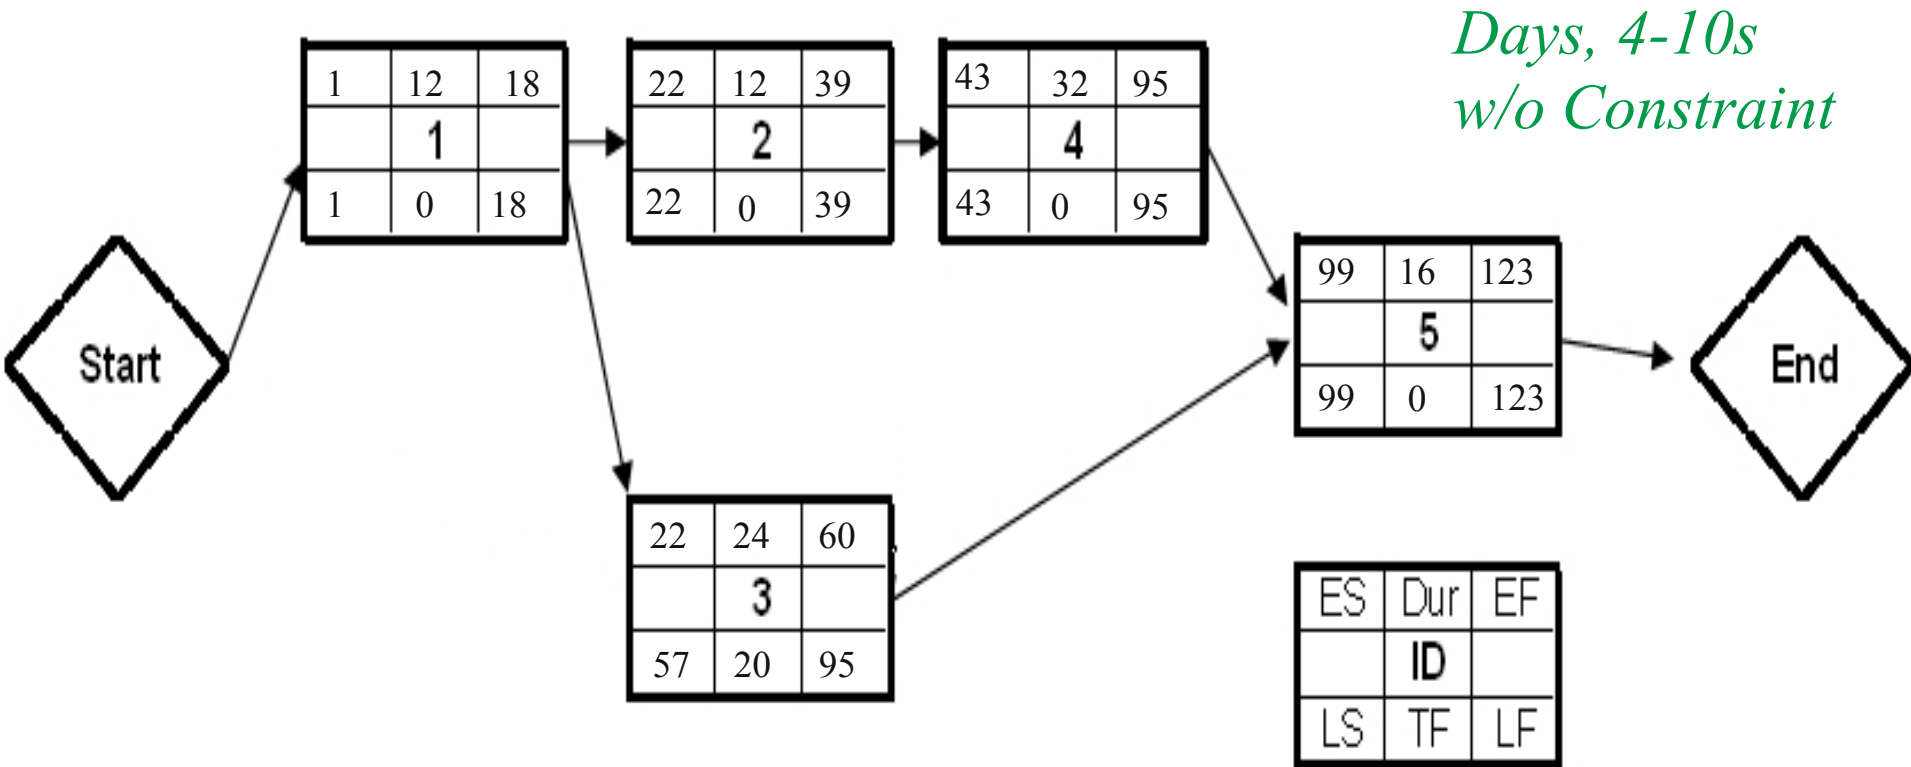 Days, 4-10s
w/o Constraint
1 12 18
1
1 0 18
22 12 39
2
22 0 39
43 32 95
4
43 0 95
Start
99 16 123
5
99 0 123
End
22 24 60
3
57 20 95
ES Dur EF
ID
LS TF LF